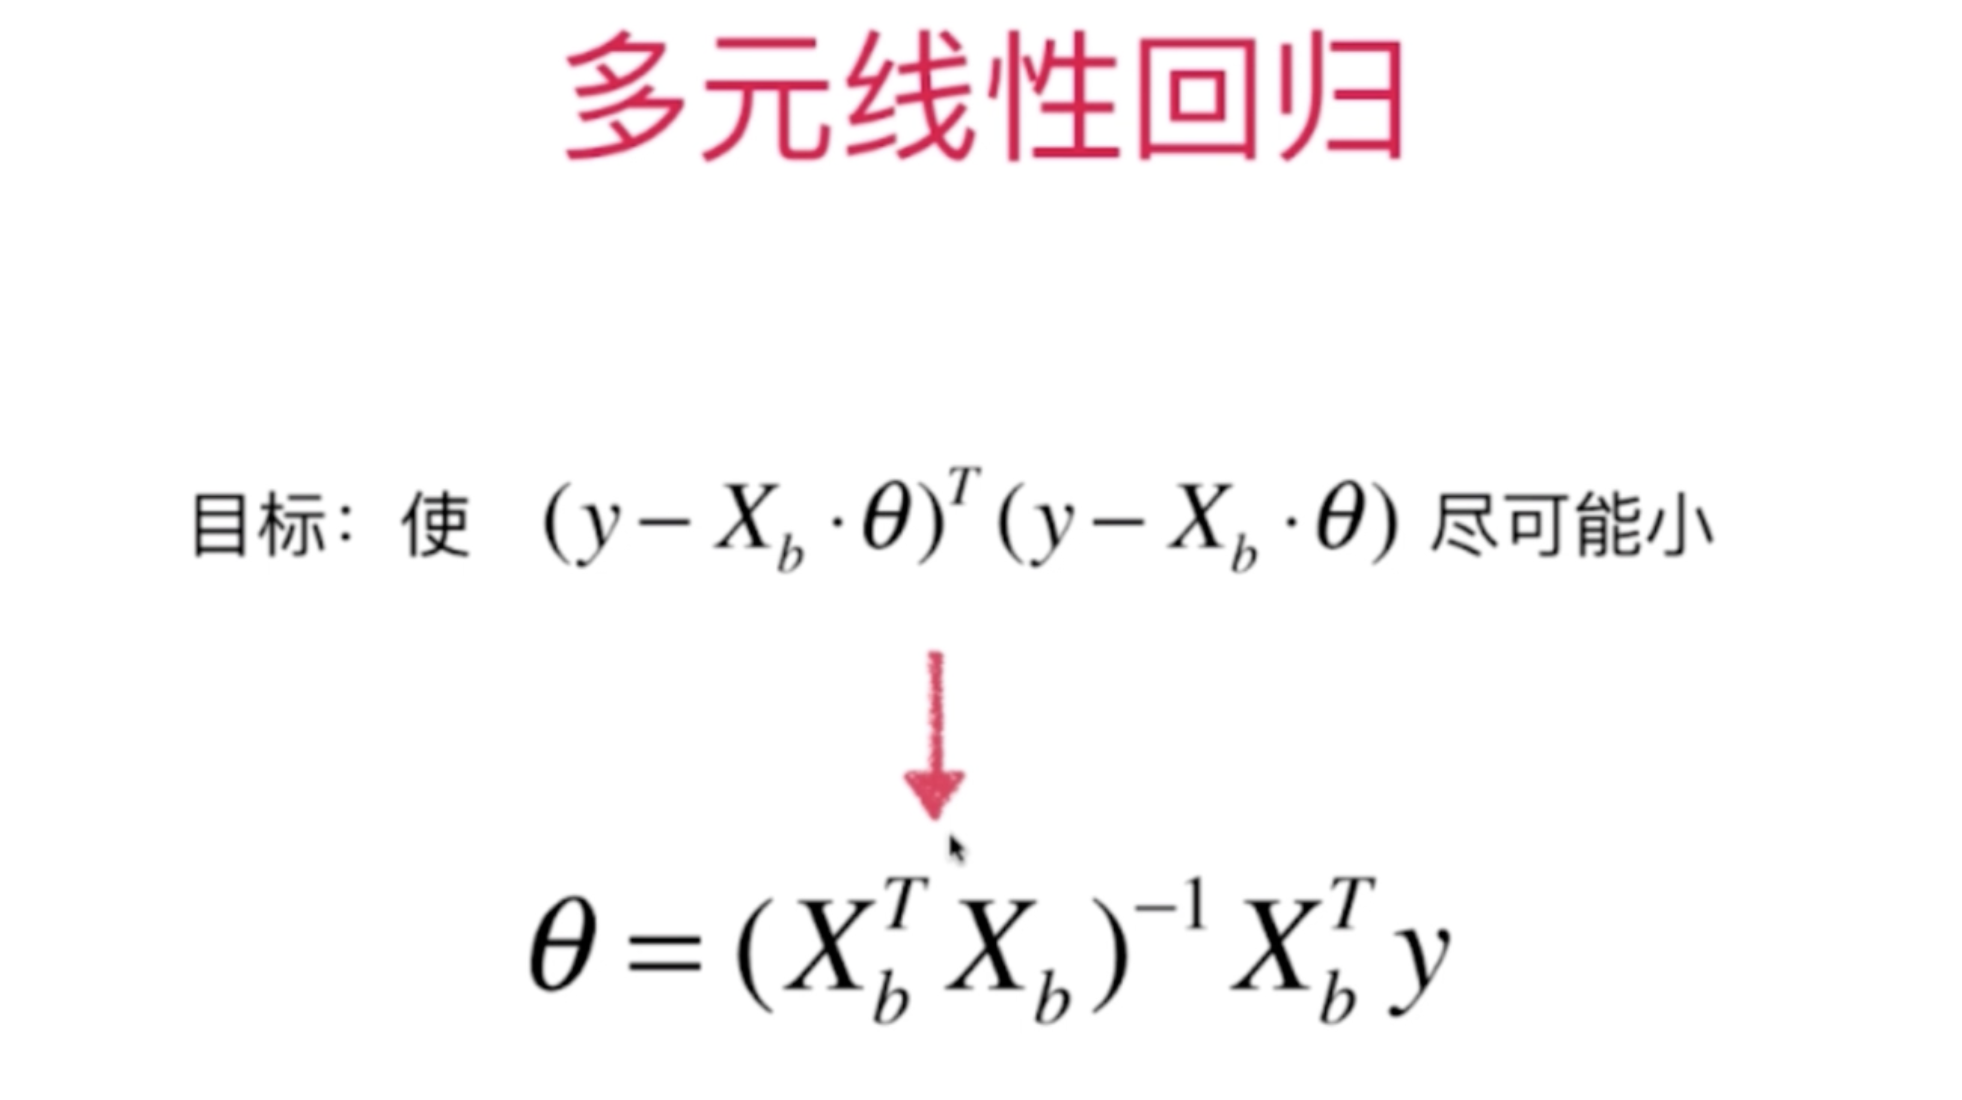 多元线性回归
目标：使 (y − X_b · θ)^T (y − X_b · θ) 尽可能小
θ = (X_b^T X_b)^{−1} X_b^T y